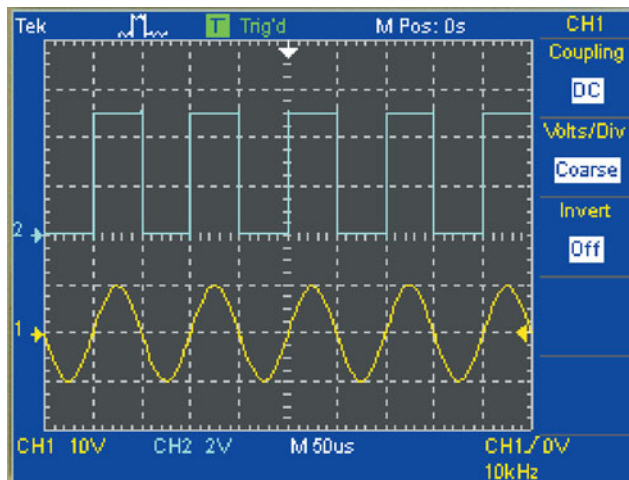 Tek T Trig'd M Pos: 0s CH1
Coupling
DC
Volts/Div
Coarse
Invert
Off
2
1
CH1 10V CH2 2V M 50us CH1 / 0V
10kHz